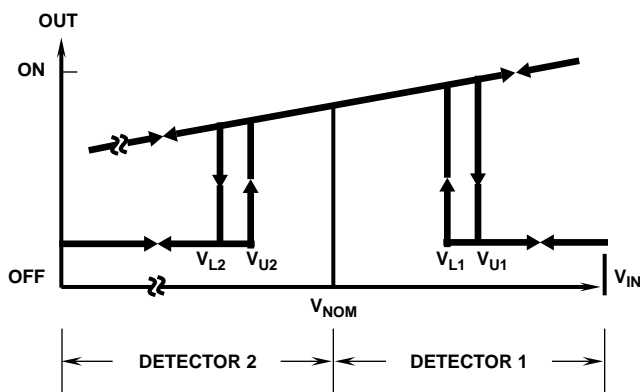 OUT
ON
V_L2 V_U2 V_L1 V_U1
OFF
V_IN
V_NOM
DETECTOR 2 DETECTOR 1